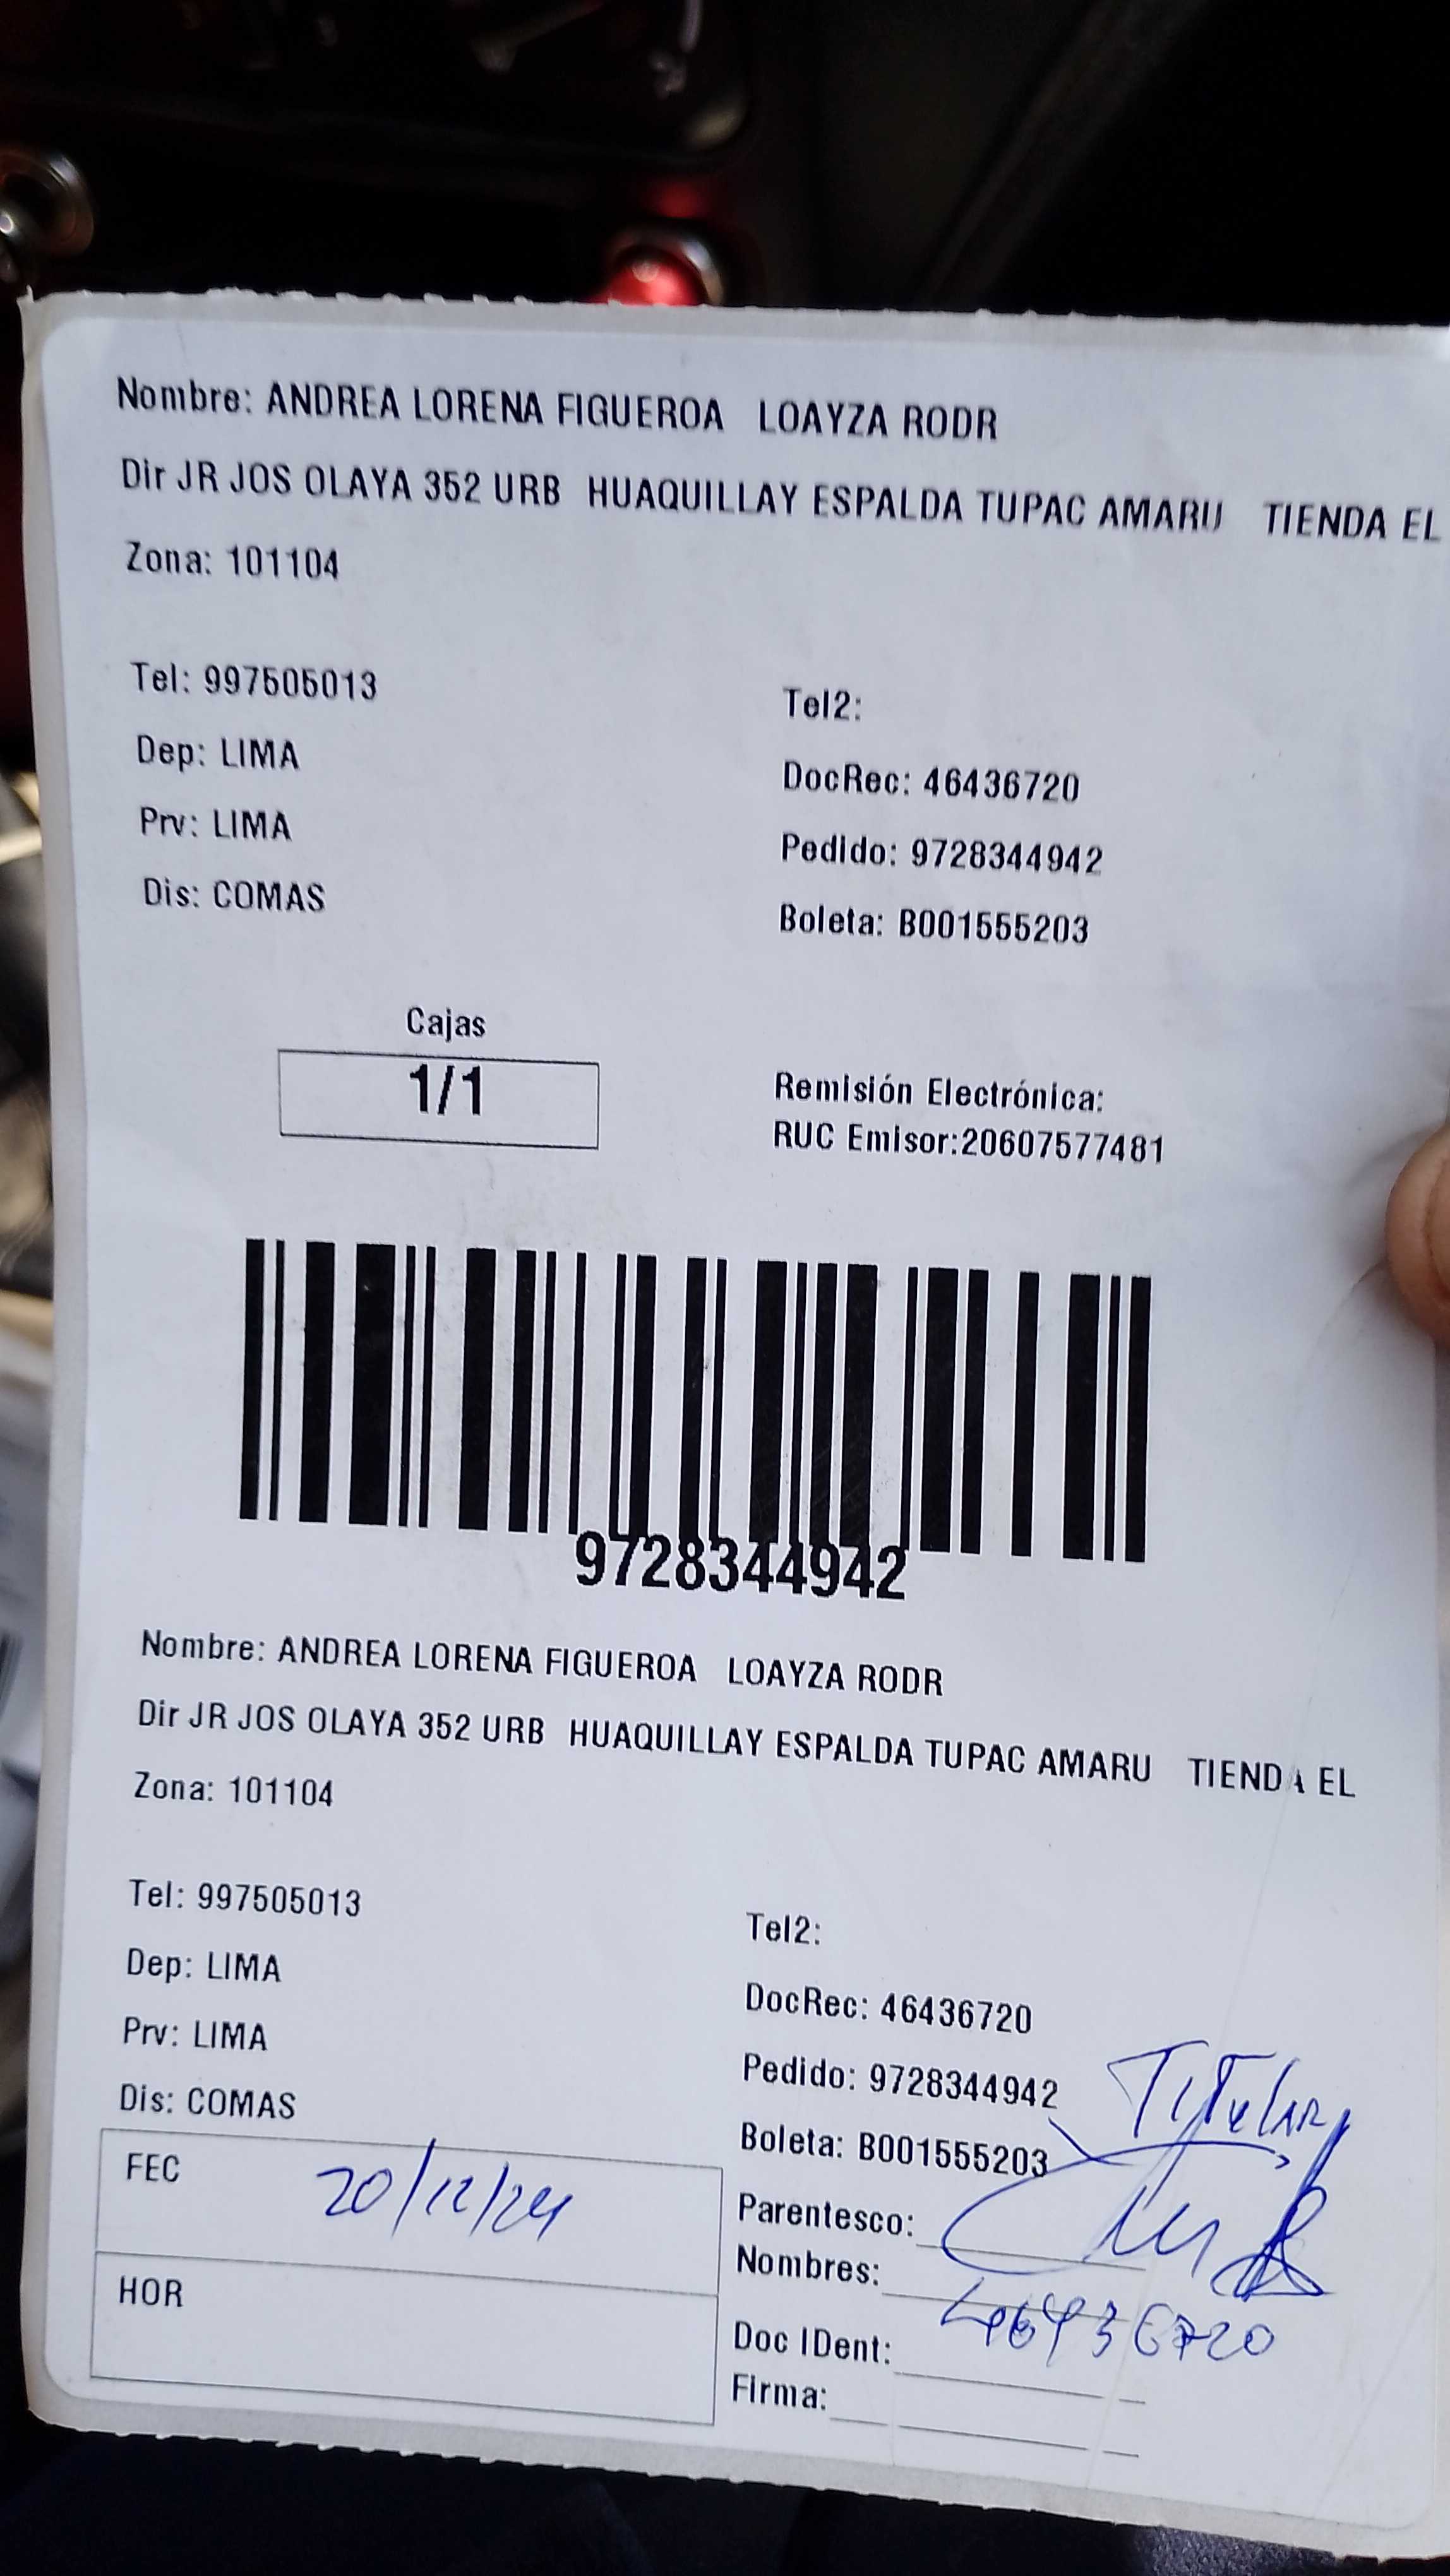 Nombre: ANDREA LORENA FIGUEROA LOAYZA RODR
Dir JR JOS OLAYA 352 URB HUAQUILLAY ESPALDA TUPAC AMARU TIENDA EL
Zona: 101104
Tel: 997505013
Tel2:
Dep: LIMA
DocRec: 46436720
Prv: LIMA
Pedido: 9728344942
Dis: COMAS
Boleta: B001555203
Cajas
1/1
Remisión Electrónica:
RUC Emisor:20607577481
9728344942
Nombre: ANDREA LORENA FIGUEROA LOAYZA RODR
Dir JR JOS OLAYA 352 URB HUAQUILLAY ESPALDA TUPAC AMARU TIENDA EL
Zona: 101104
Tel: 997505013
Tel2:
Dep: LIMA
DocRec: 46436720
Prv: LIMA
Pedido: 9728344942
Dis: COMAS
Boleta: B001555203
Titular
FEC 20/12/24
Parentesco:
Nombres:
HOR
Doc IDent: 46436720
Firma: